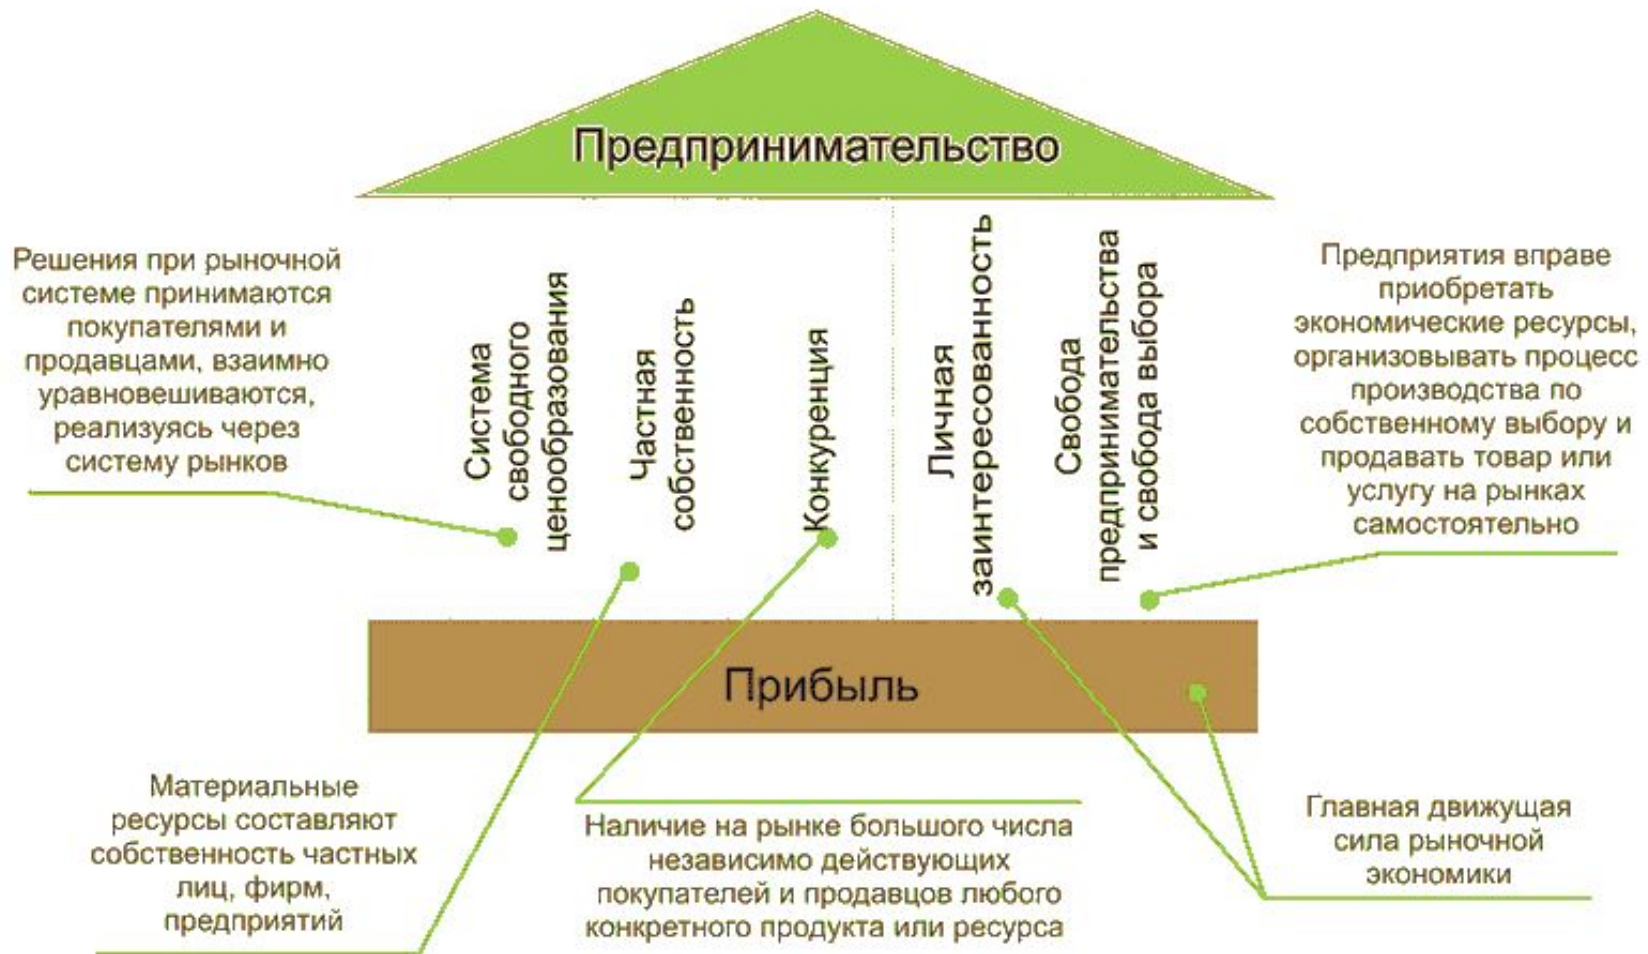 Предпринимательство
Решения при рыночной
системе принимаются
покупателями и
продавцами, взаимно
уравновешиваются,
реализуясь через
систему рынков
Система
свободного
ценообразования
Частная
собственность
Конкуренция
Личная
заинтересованность
Свобода
предпринимательства
и свобода выбора
Предприятия вправе
приобретать
экономические ресурсы,
организовывать процесс
производства по
собственному выбору и
продавать товар или
услугу на рынках
самостоятельно
Прибыль
Материальные
ресурсы составляют
собственность частных
лиц, фирм,
предприятий
Наличие на рынке большого числа
независимо действующих
покупателей и продавцов любого
конкретного продукта или ресурса
Главная движущая
сила рыночной
экономики